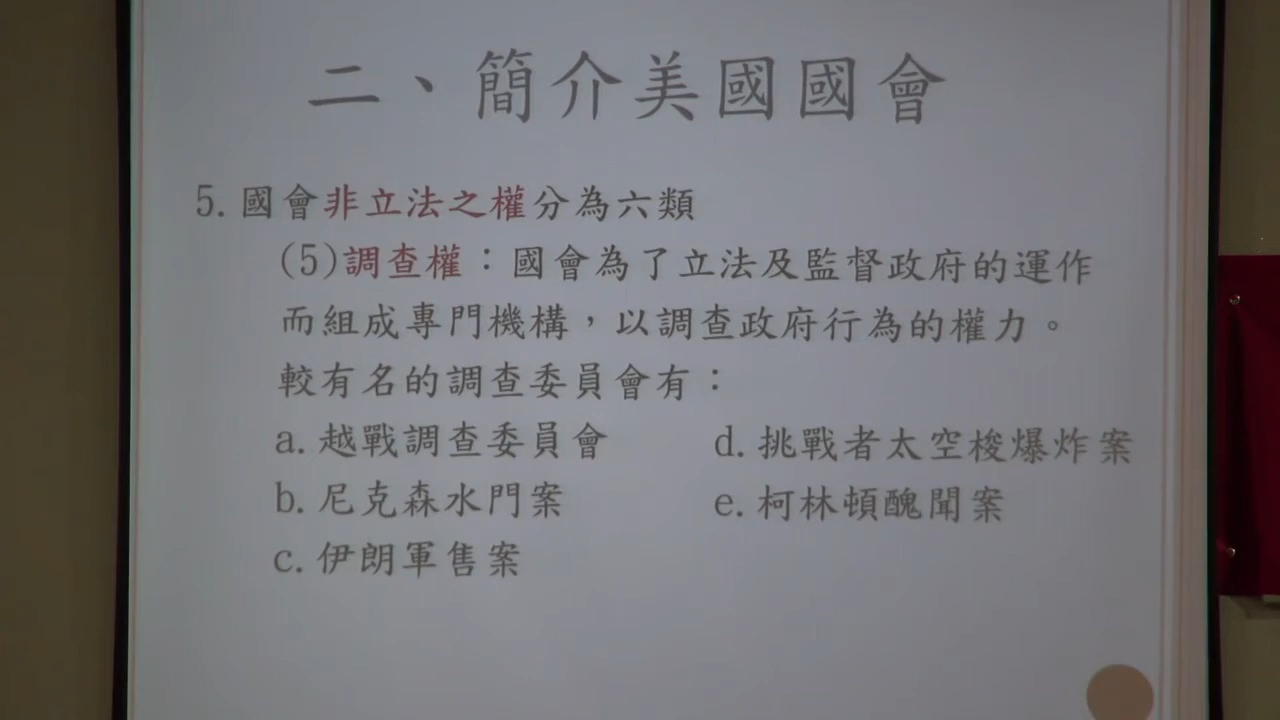 二、簡介美國國會
5.國會非立法之權分為六類
(5)調查權：國會為了立法及監督政府的運作
而組成專門機構，以調查政府行為的權力。
較有名的調查委員會有：
a.越戰調查委員會
d.挑戰者太空梭爆炸案
b.尼克森水門案
e.柯林頓醜聞案
c.伊朗軍售案